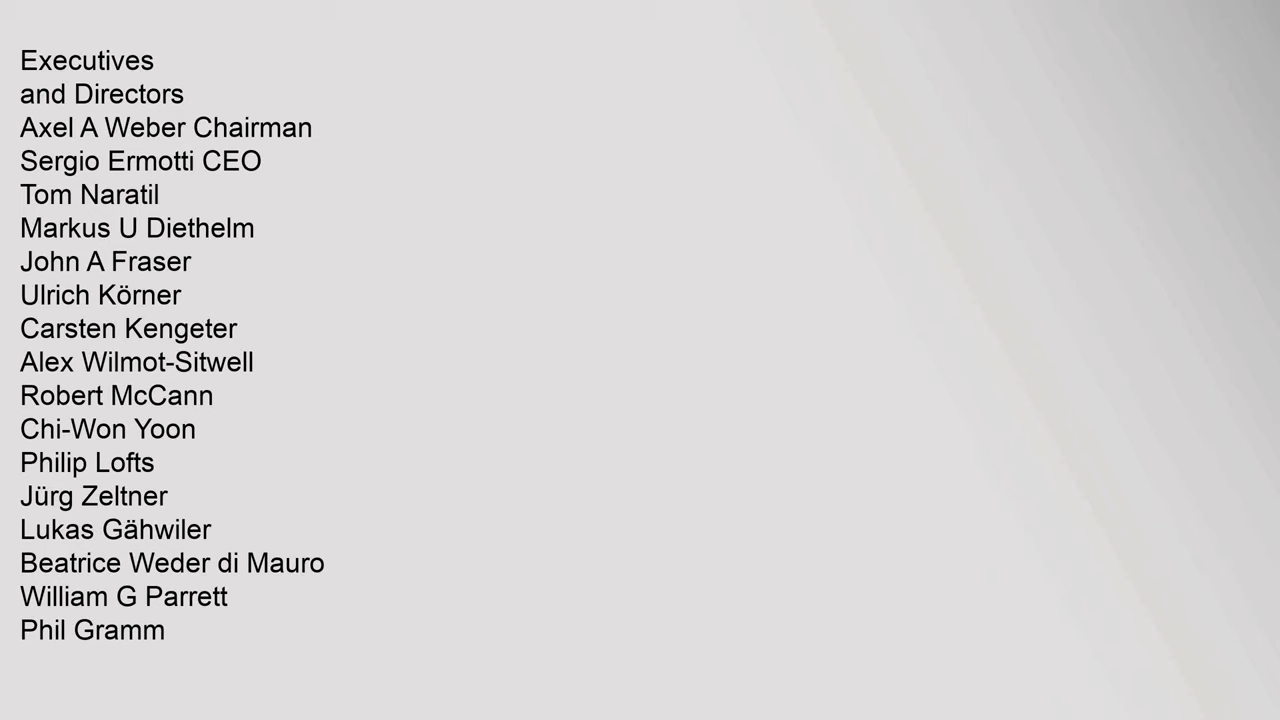 Executives
and Directors
Axel A Weber Chairman
Sergio Ermotti CEO
Tom Naratil
Markus U Diethelm
John A Fraser
Ulrich Körner
Carsten Kengeter
Alex Wilmot-Sitwell
Robert McCann
Chi-Won Yoon
Philip Lofts
Jürg Zeltner
Lukas Gähwiler
Beatrice Weder di Mauro
William G Parrett
Phil Gramm